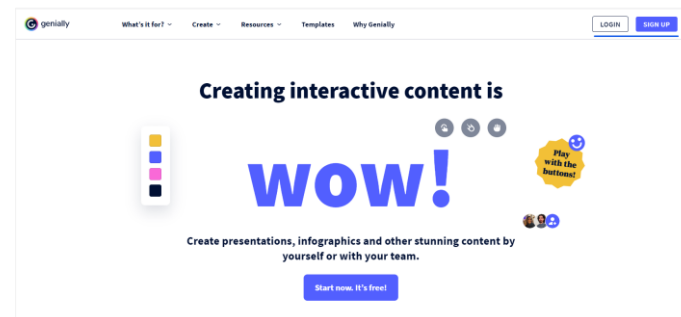 genially
What's it for?
Create
Resources
Templates
Why Genially
LOGIN
SIGN UP
Creating interactive content is
wow!
Play
with the
buttons!
Create presentations, infographics and other stunning content by
yourself or with your team.
Start now. It's free!